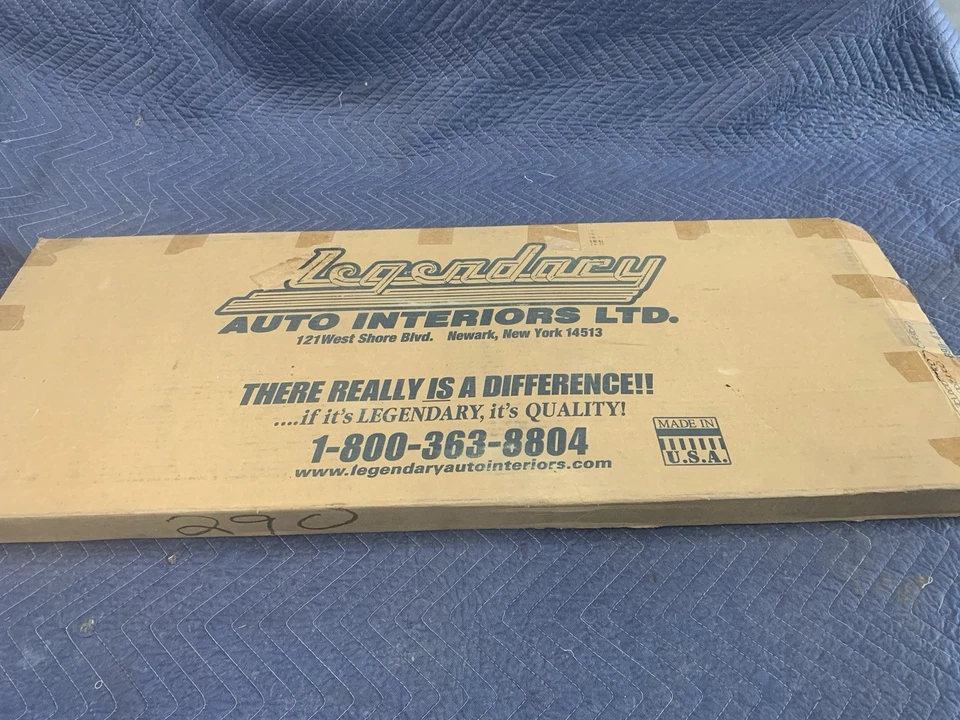 Legendary
AUTO INTERIORS LTD.
121West Shore Blvd. Newark, New York 14513
THERE REALLY IS A DIFFERENCE!!
....if it's LEGENDARY, it's QUALITY!
1-800-363-8804
www.legendaryautointeriors.com
MADE IN
U.S.A.
290